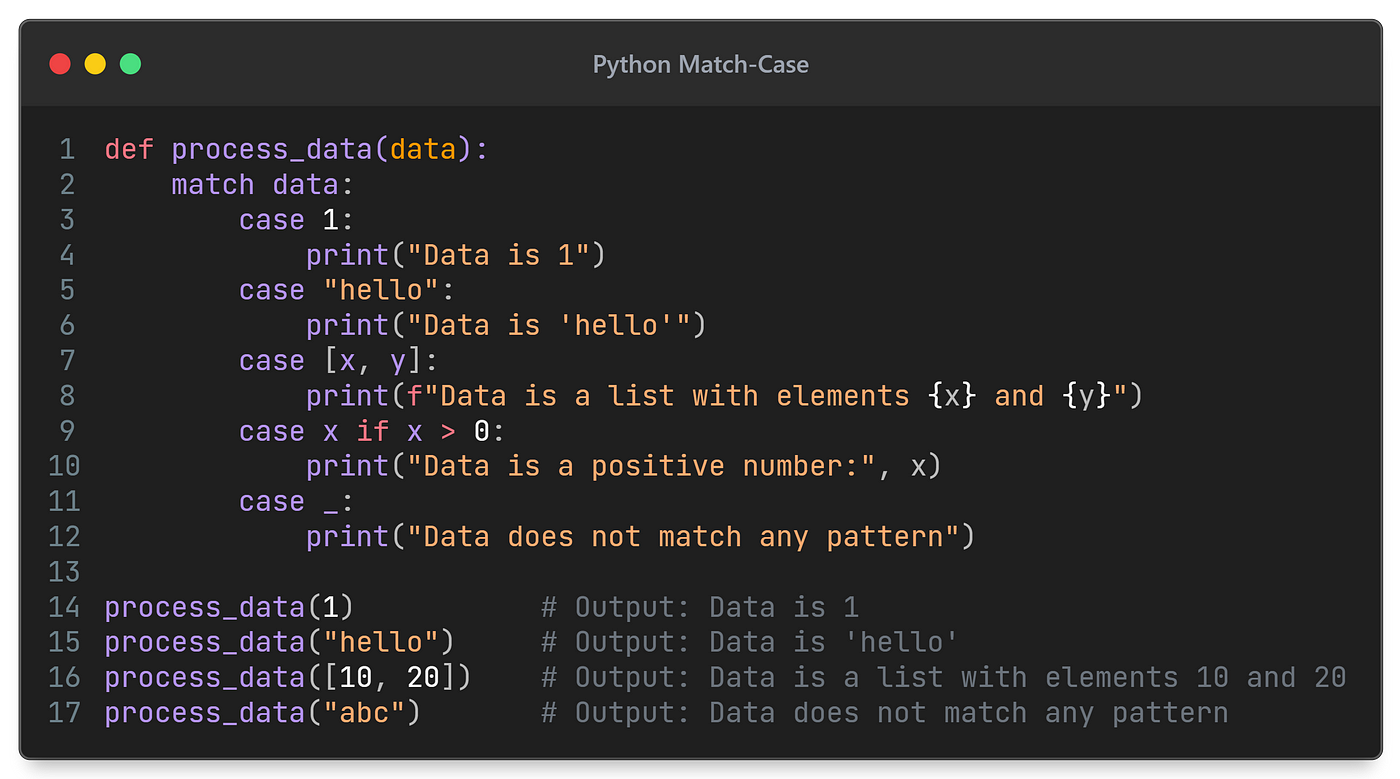 Python Match-Case
1 def process_data(data):
2     match data:
3         case 1:
4             print("Data is 1")
5         case "hello":
6             print("Data is 'hello'")
7         case [x, y]:
8             print(f"Data is a list with elements {x} and {y}")
9         case x if x > 0:
10             print("Data is a positive number:", x)
11         case _:
12             print("Data does not match any pattern")
13
14 process_data(1)           # Output: Data is 1
15 process_data("hello")     # Output: Data is 'hello'
16 process_data([10, 20])    # Output: Data is a list with elements 10 and 20
17 process_data("abc")       # Output: Data does not match any pattern